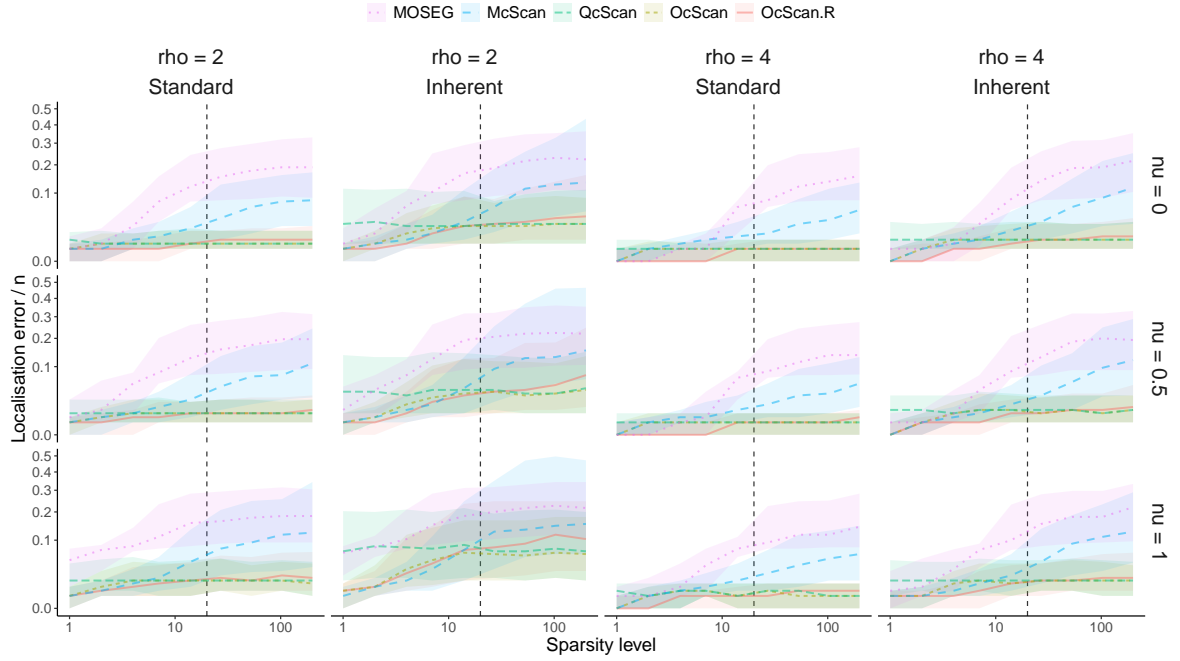 MOSEG McScan QcScan OcScan OcScan.R
rho = 2 rho = 2 rho = 4 rho = 4
Standard Inherent Standard Inherent
0.5
0.4
0.3
0.2
0.1
0.0
nu = 0
0.5
0.4
0.3
0.2
0.1
0.0
nu = 0.5
0.5
0.4
0.3
0.2
0.1
0.0
nu = 1
Localisation error / n
1 10 100 1 10 100 1 10 100 1 10 100
Sparsity level